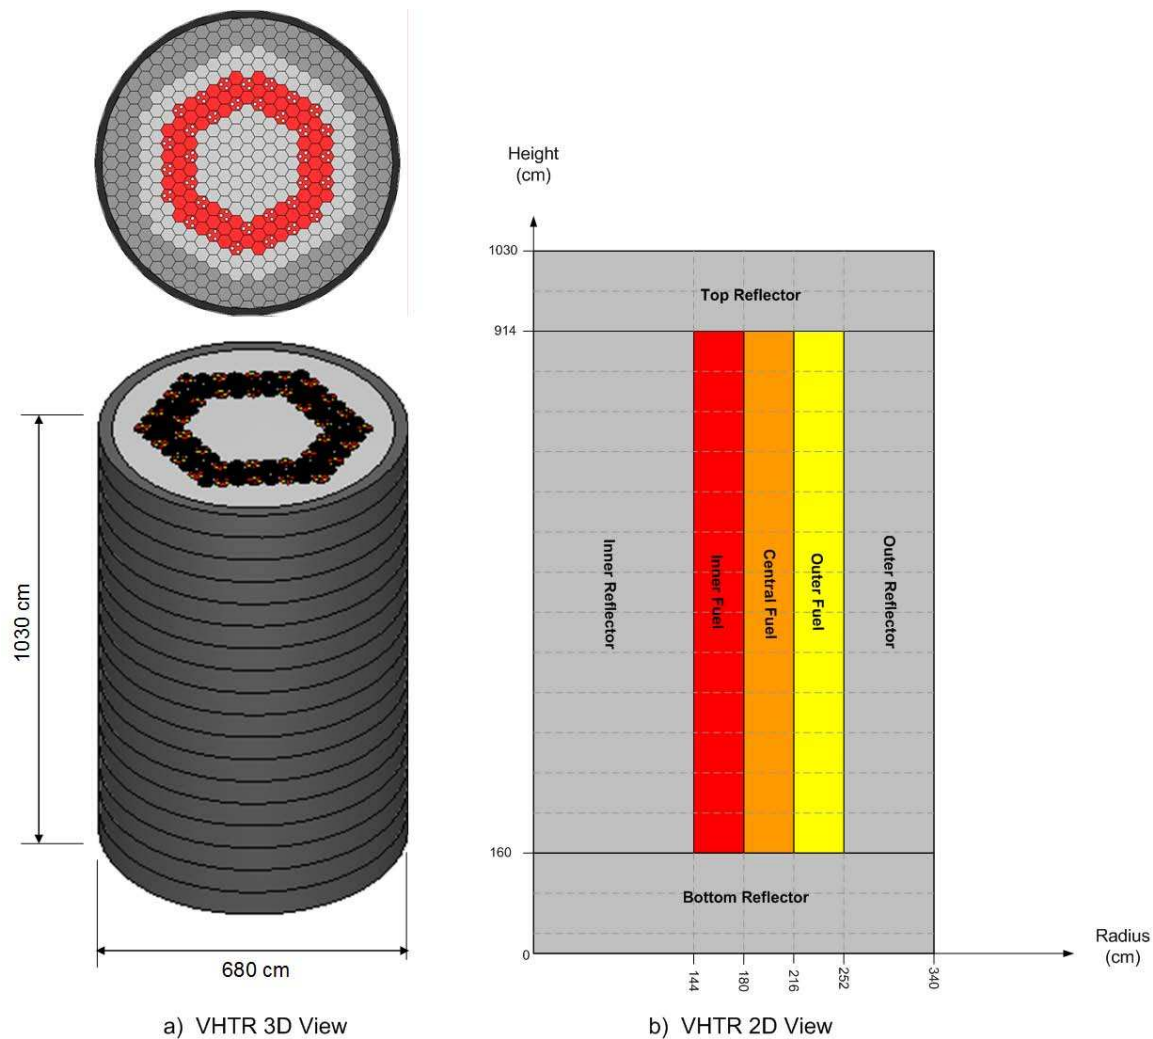 1030 cm
680 cm
a) VHTR 3D View
Height
(cm)
1030
Top Reflector
914
Inner Reflector
Inner Fuel
Central Fuel
Outer Fuel
Outer Reflector
160
Bottom Reflector
0
144
180
216
252
340
Radius
(cm)
b) VHTR 2D View